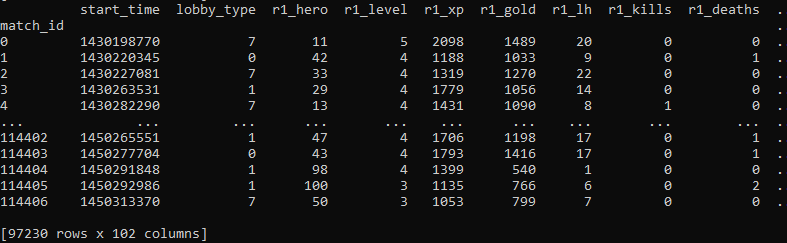 start_time lobby_type r1_hero r1_level r1_xp r1_gold r1_lh r1_kills r1_deaths .
match_id .
0 1430198770 7 11 5 2098 1489 20 0 0 .
1 1430220345 0 42 4 1188 1033 9 0 1 .
2 1430227081 7 33 4 1319 1270 22 0 0 .
3 1430263531 1 29 4 1779 1056 14 0 0 .
4 1430282290 7 13 4 1431 1090 8 1 0 .
... ... ... ... ... ... ... ... ... ... .
114402 1450265551 1 47 4 1706 1198 17 0 1 .
114403 1450277704 0 43 4 1793 1416 17 0 1 .
114404 1450291848 1 98 4 1399 540 1 0 0 .
114405 1450292986 1 100 3 1135 766 6 0 2 .
114406 1450313370 7 50 3 1053 799 7 0 0 .
[97230 rows x 102 columns]